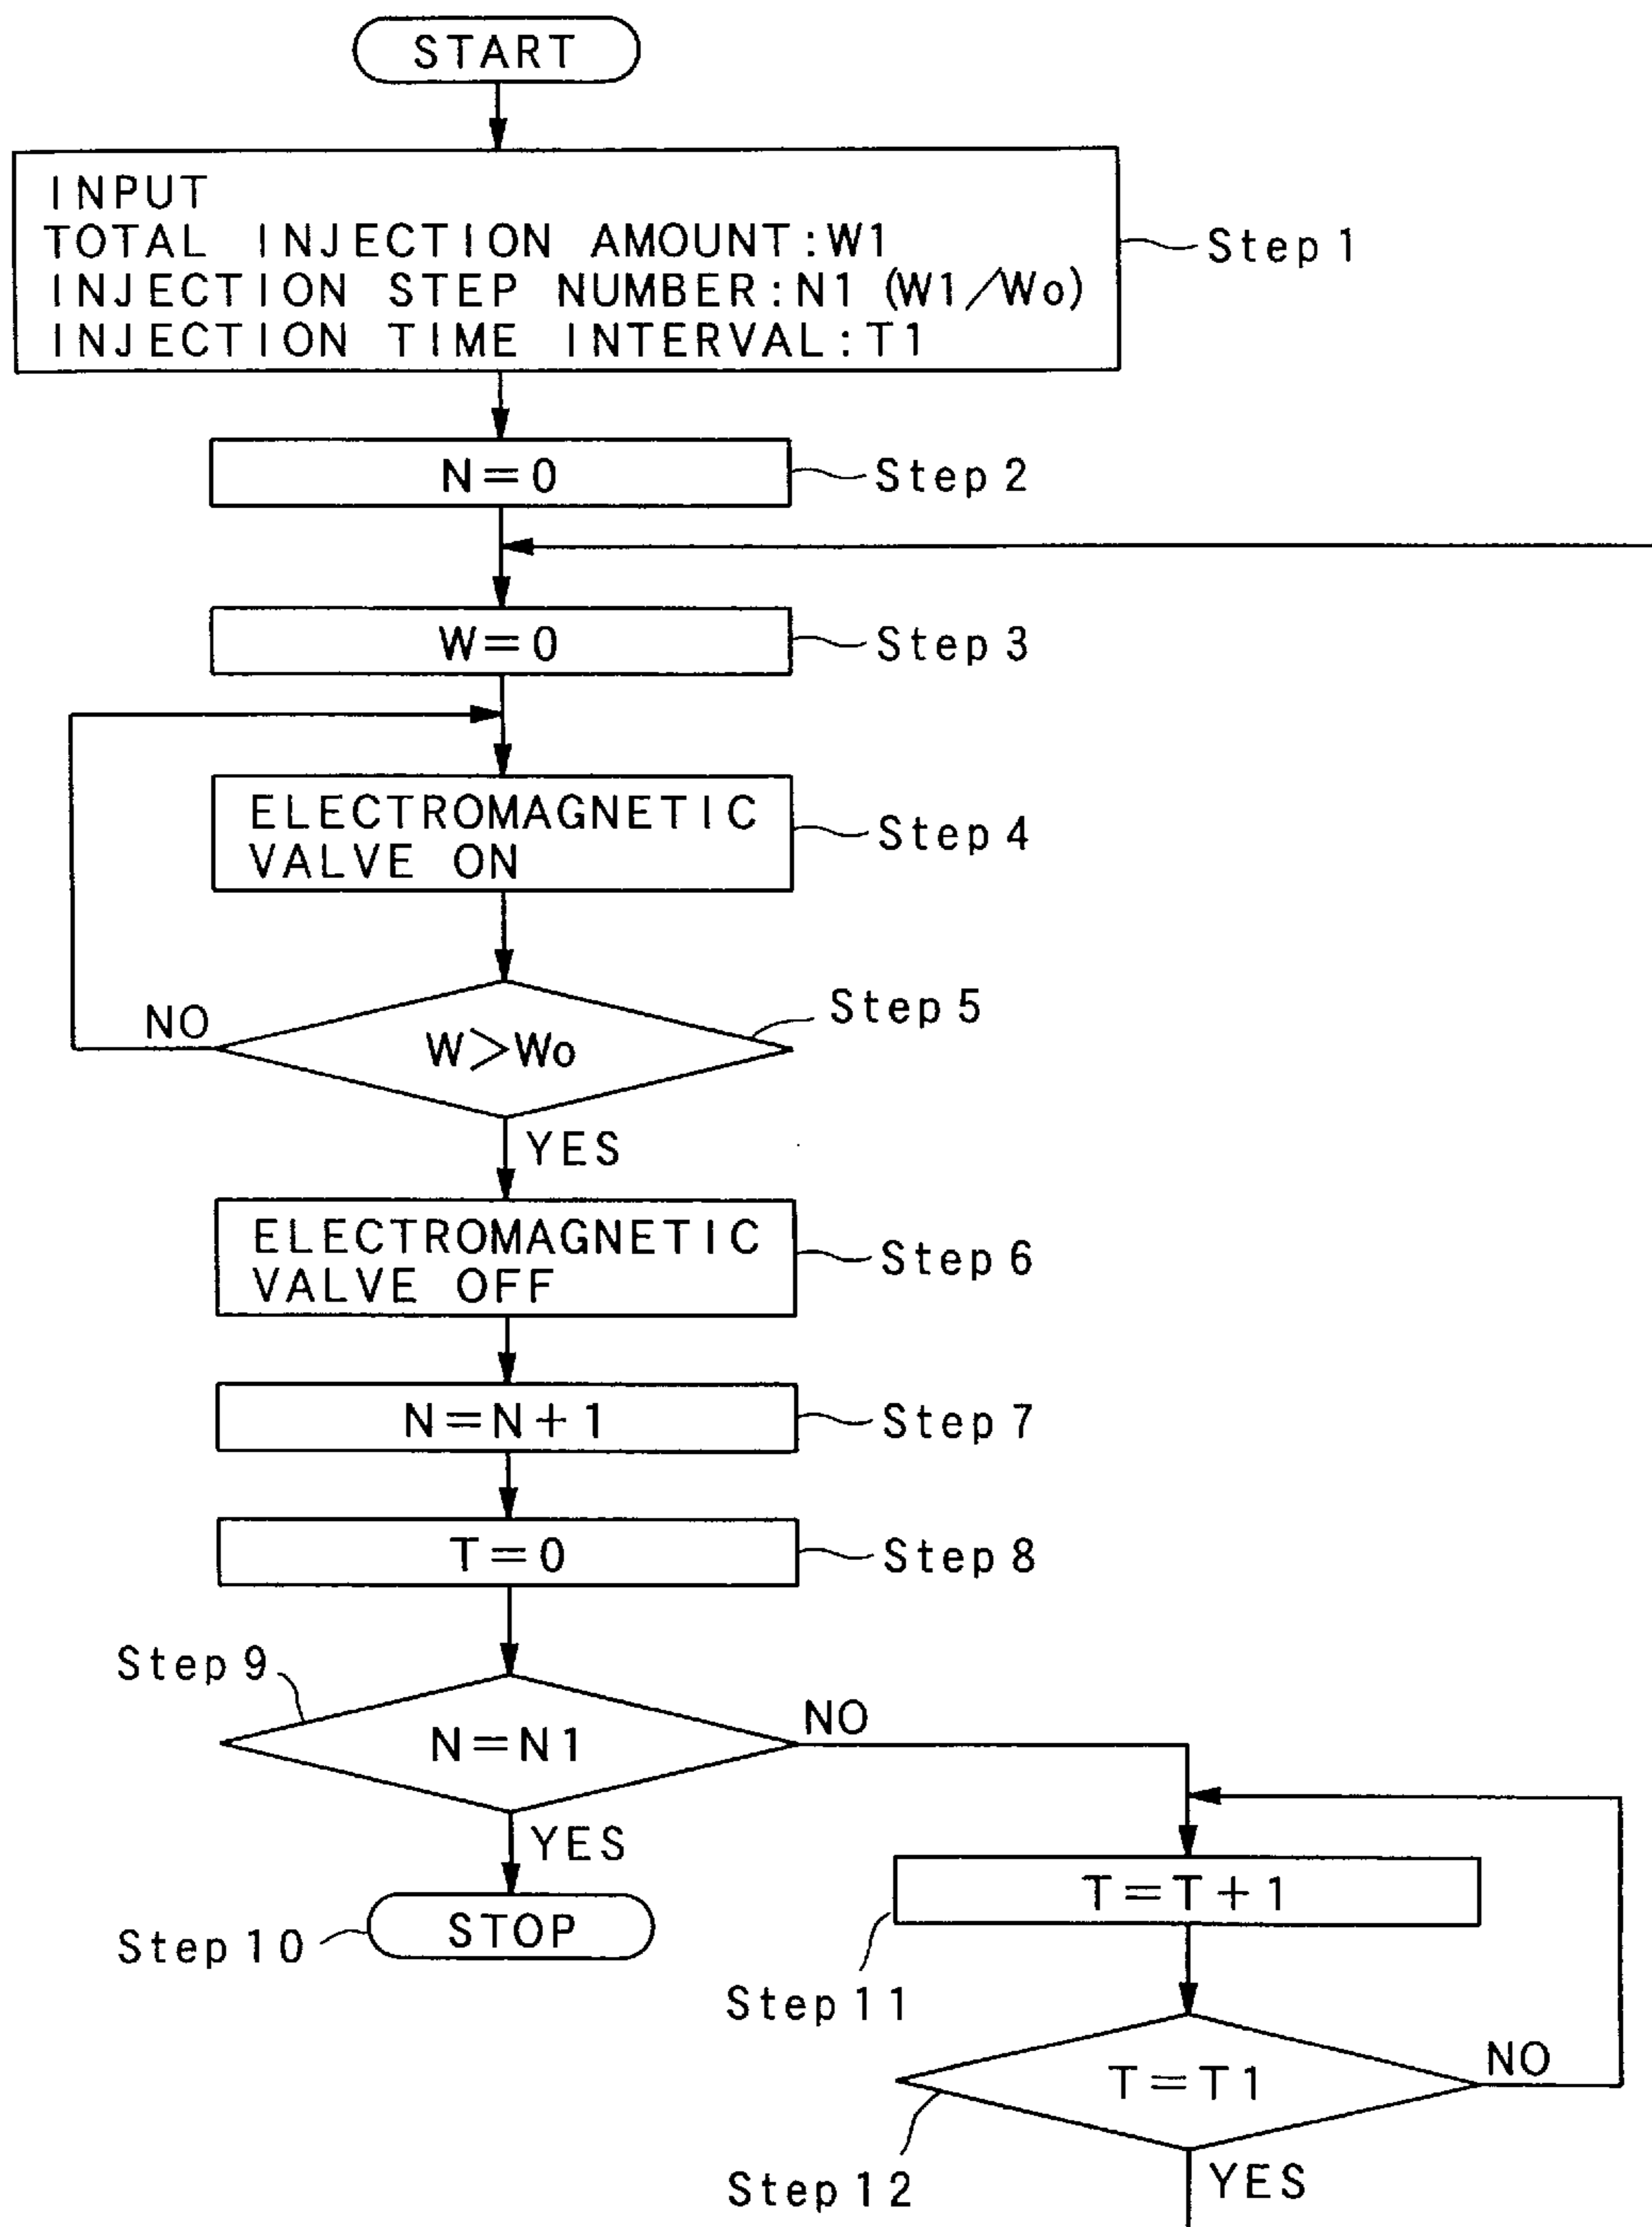 START
INPUT
TOTAL INJECTION AMOUNT:W1
INJECTION STEP NUMBER:N1 (W1/Wo)
INJECTION TIME INTERVAL:T1
Step 1
N=0
Step 2
W=0
Step 3
ELECTROMAGNETIC
VALVE ON
Step 4
NO
W>Wo
Step 5
YES
ELECTROMAGNETIC
VALVE OFF
Step 6
N=N+1
Step 7
T=0
Step 8
Step 9
N=N1
NO
YES
STOP
Step 10
T=T+1
Step 11
T=T1
NO
Step 12
YES